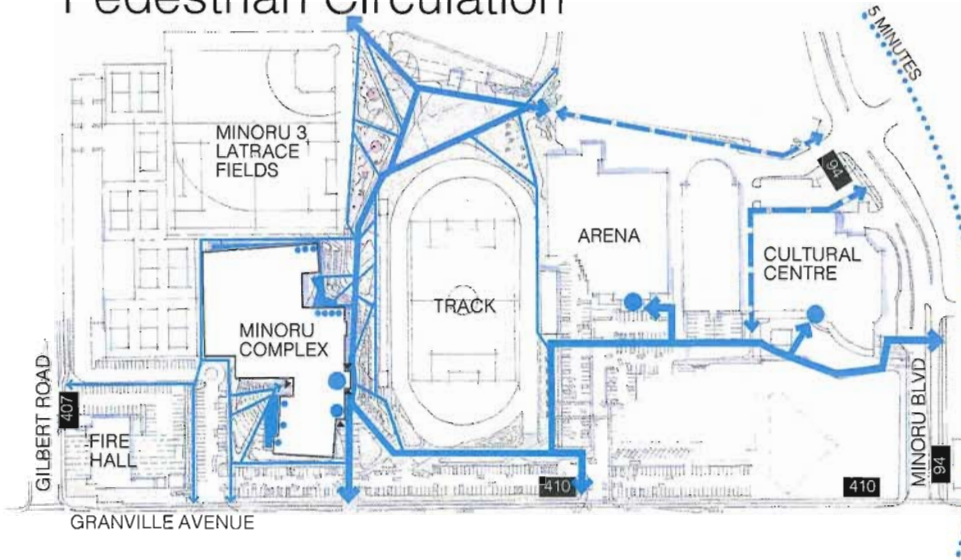 Pedestrian Circulation
5 MINUTES
MINORU 3
LATRACE
FIELDS
94
ARENA
CULTURAL
CENTRE
TRACK
MINORU
COMPLEX
GILBERT ROAD
407
FIRE
HALL
MINORU BLVD
94
410
410
GRANVILLE AVENUE